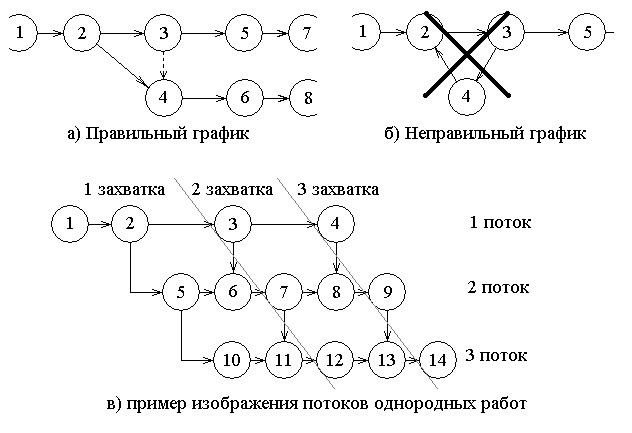 1 2 3 5 7
4 6 8
а) Правильный график
1 2 3 5
4
б) Неправильный график
1 захватка 2 захватка 3 захватка
1 2 3 4 1 поток
5 6 7 8 9 2 поток
10 11 12 13 14 3 поток
в) пример изображения потоков однородных работ